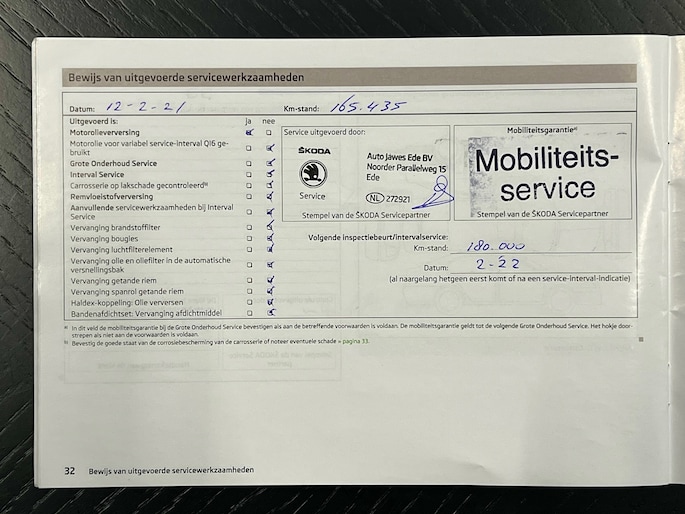 Bewijs van uitgevoerde servicewerkzaamheden
Datum: 12-2-21 Km-stand: 165.435
Uitgevoerd is: Ja nee
Motorolieverversing
Motorolie voor variabel service-interval QI6 ge-
bruikt
Grote Onderhoud Service
Interval Service
Carrosserie op lakschade gecontroleerd b)
Remvloeistofverversing
Aanvullende servicewerkzaamheden bij Interval
Service
Vervanging brandstoffilter
Vervanging bougies
Vervanging luchtfilterelement
Vervanging olie en oliefilter in de automatische
versnellingsbak
Vervanging getande riem
Vervanging spanrol getande riem
Haldex-koppeling: Olie verversen
Bandenafdichtset: Vervanging afdichtmiddel
Service uitgevoerd door:
ŠKODA
Service
Auto Jawes Ede BV
Noorder Parallelweg 15
Ede
NL 272921
Stempel van de ŠKODA Servicepartner
Mobiliteitsgarantie a)
Mobiliteits-
service
Stempel van de ŠKODA Servicepartner
Volgende inspectiebeurt/intervalservice:
Km-stand: 180.000
Datum: 2-22
(al naargelang hetgeen eerst komt of na een service-interval-indicatie)
a) In dit veld de mobiliteitsgarantie bij de Grote Onderhoud Service bevestigen als aan de betreffende voorwaarden is voldaan. De mobiliteitsgarantie geldt tot de volgende Grote Onderhoud Service. Het hokje door-
strepen als niet aan de voorwaarden is voldaan.
b) Bevestig de goede staat van de corrosiebescherming van de carrosserie of noteer eventuele schade » pagina 33.
32 Bewijs van uitgevoerde servicewerkzaamheden